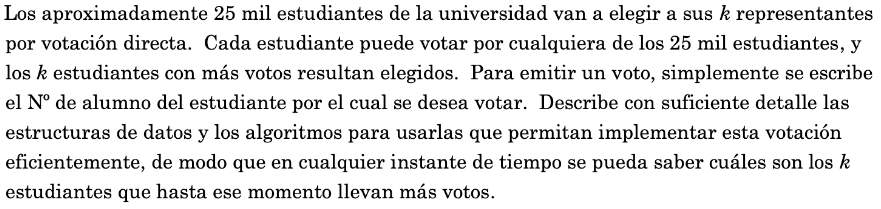 Los aproximadamente 25 mil estudiantes de la universidad van a elegir a sus k representantes
por votación directa. Cada estudiante puede votar por cualquiera de los 25 mil estudiantes, y
los k estudiantes con más votos resultan elegidos. Para emitir un voto, simplemente se escribe
el Nº de alumno del estudiante por el cual se desea votar. Describe con suficiente detalle las
estructuras de datos y los algoritmos para usarlas que permitan implementar esta votación
eficientemente, de modo que en cualquier instante de tiempo se pueda saber cuáles son los k
estudiantes que hasta ese momento llevan más votos.